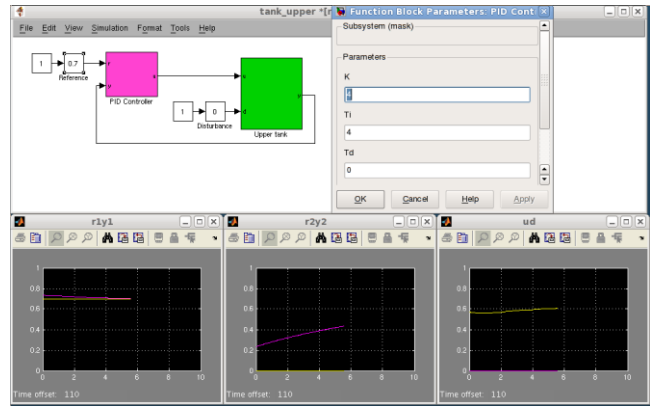 tank_upper *[r
File Edit View Simulation Format Tools Help
1
0.7
Reference
r
y
u
PID Controller
1
0
Disturbance
u
d
Upper tank
Function Block Parameters: PID Cont
Subsystem (mask)
Parameters
K
Ti
4
Td
0
OK Cancel Help Apply
r1y1
1
0.8
0.6
0.4
0.2
0
0 2 4 6 8 10
Time offset: 110
r2y2
1
0.8
0.6
0.4
0.2
0
0 2 4 6 8 10
Time offset: 110
ud
1
0.8
0.6
0.4
0.2
0
0 2 4 6 8 10
Time offset: 110